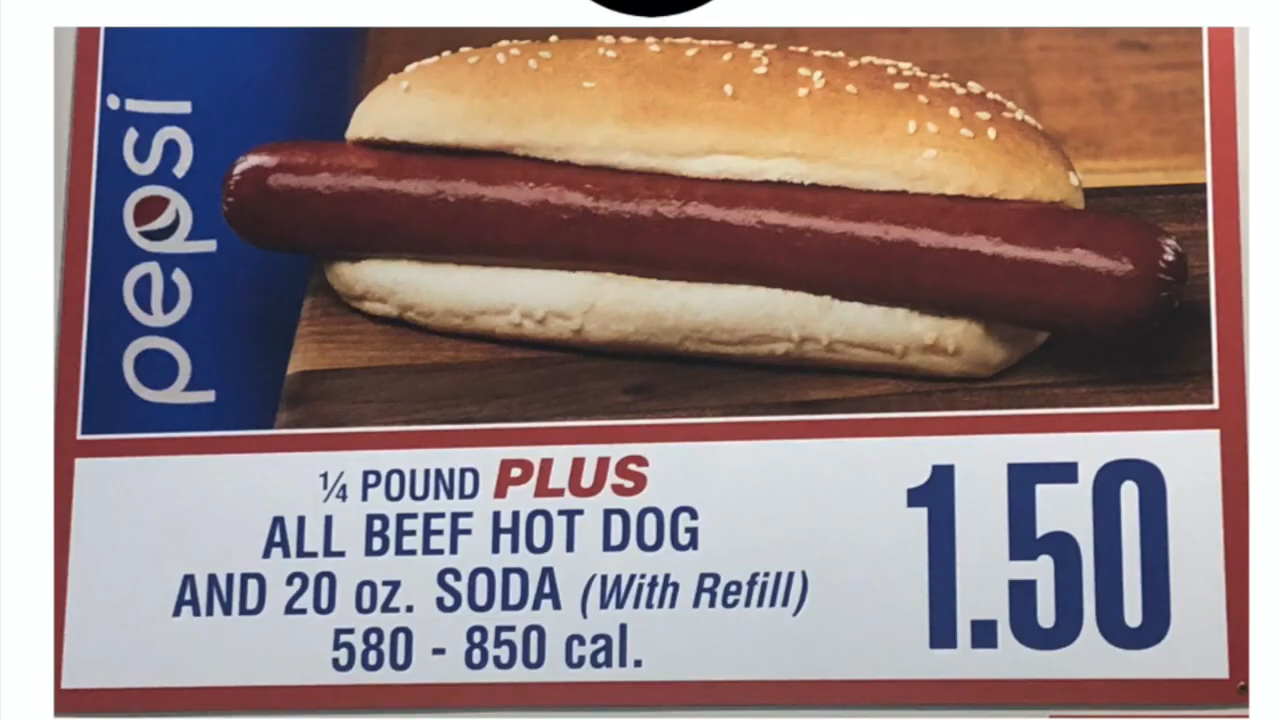 pepsi
¼ POUND PLUS
ALL BEEF HOT DOG
AND 20 oz. SODA (With Refill)
580 - 850 cal.
1.50